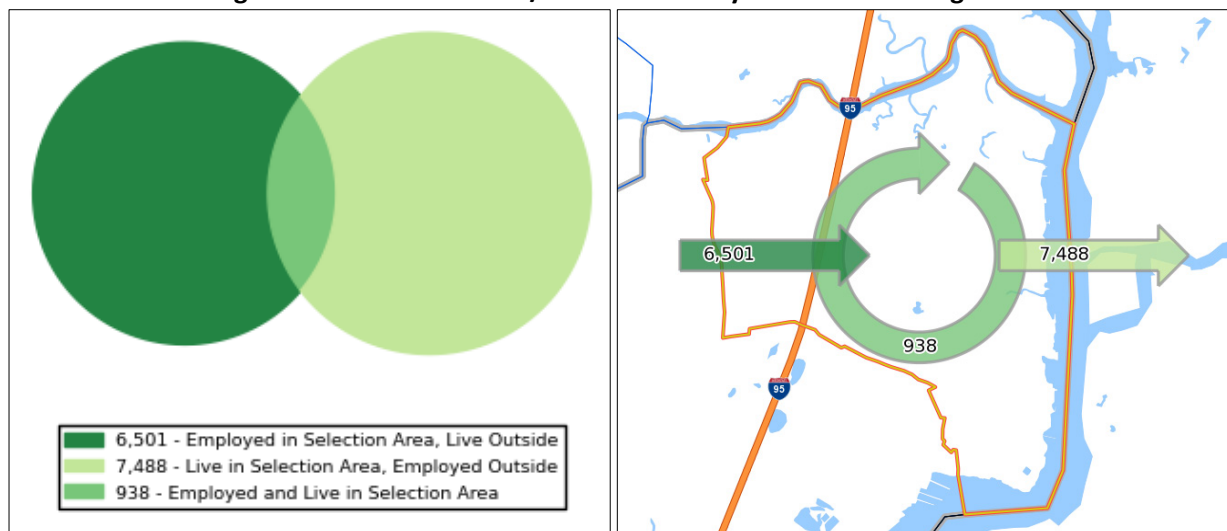 6,501 - Employed in Selection Area, Live Outside
7,488 - Live in Selection Area, Employed Outside
938 - Employed and Live in Selection Area
95
6,501
7,488
938
95